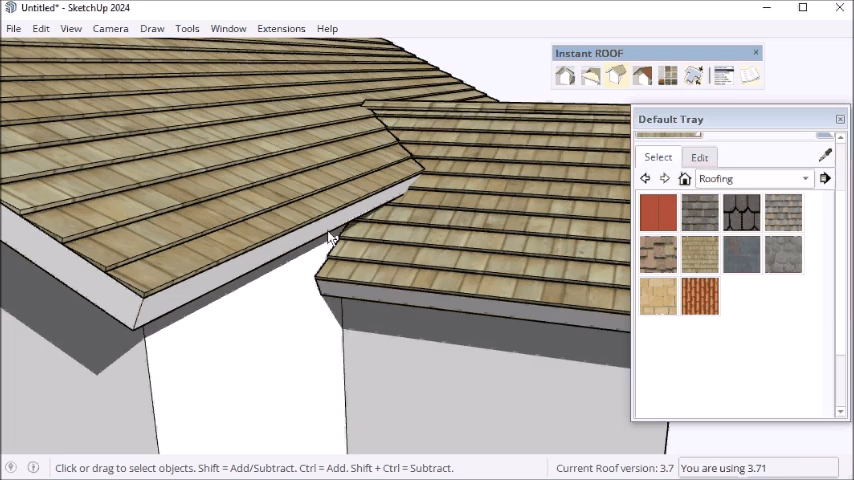 Untitled* - SketchUp 2024
File Edit View Camera Draw Tools Window Extensions Help
Instant ROOF
Default Tray
Select Edit
Roofing
Click or drag to select objects. Shift = Add/Subtract. Ctrl = Add. Shift + Ctrl = Subtract.
Current Roof version: 3.7 You are using 3.71